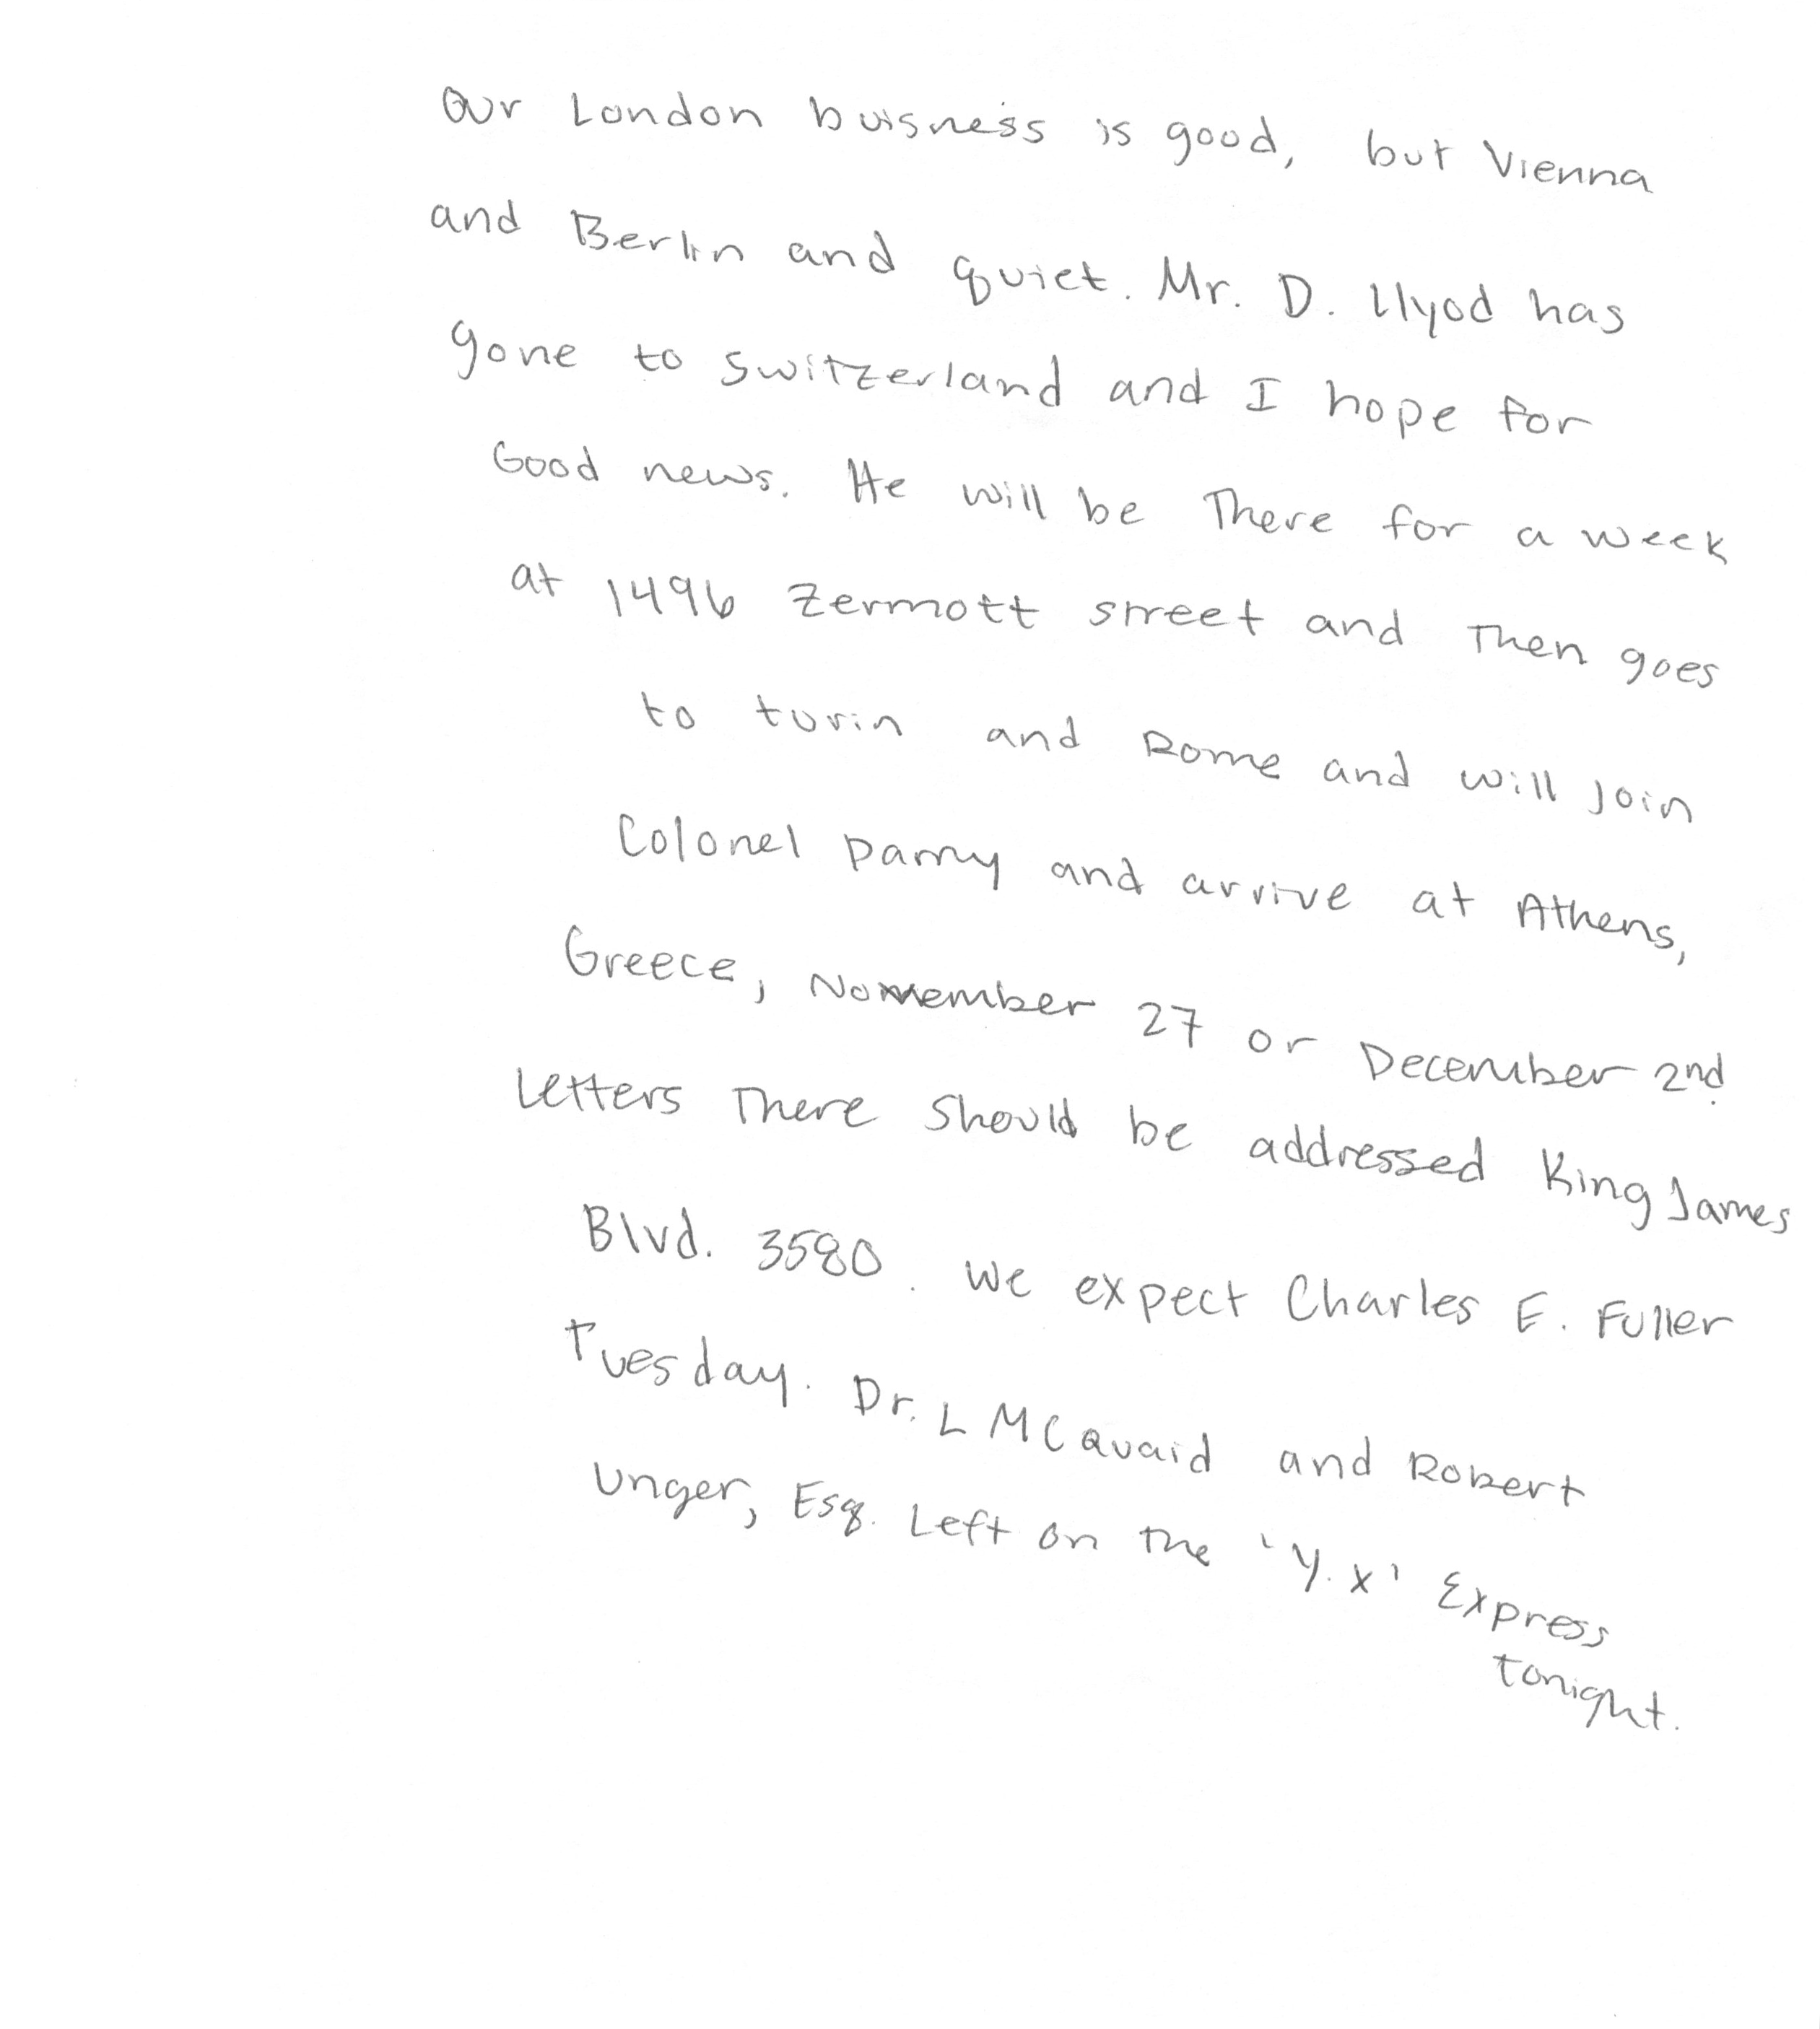 Our London buisness is good, but Vienna
and Berlin and quiet. Mr. D. Llyod has
gone to Switzerland and I hope for
Good news. He will be There for a week
at 1496 Zermott street and Then goes
to turin and Rome and will Join
Colonel Parry and arrive at Athens,
Greece, November 27 or December 2nd.
Letters There Should be addressed King James
Blvd. 3580. We expect Charles E. Fuller
Tuesday. Dr. L McQuaid and Robert
Unger, Esq. Left on the 'Y.X' Express
tonight.